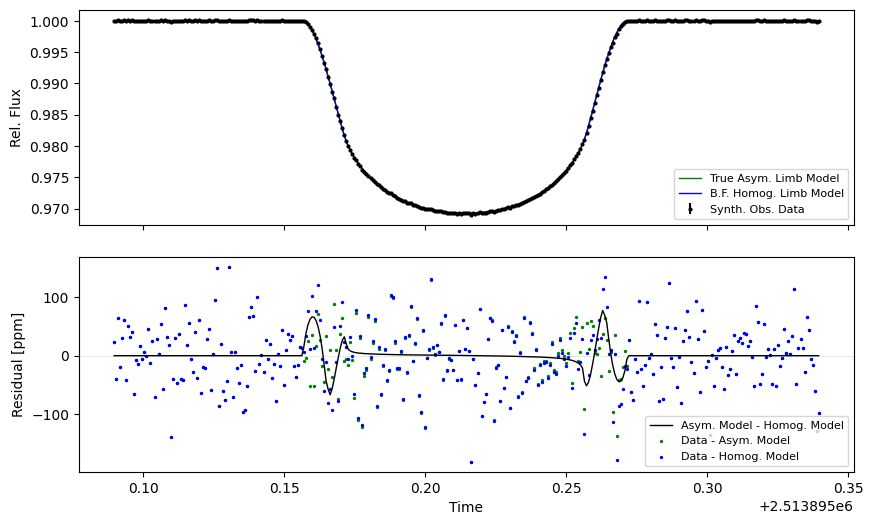 1.000
0.995
0.990
0.985
0.980
0.975
0.970
Rel. Flux
True Asym. Limb Model
B.F. Homog. Limb Model
Synth. Obs. Data
100
0
−100
Residual [ppm]
Asym. Model - Homog. Model
Data - Asym. Model
Data - Homog. Model
0.10
0.15
0.20
0.25
0.30
0.35
Time
+2.513895e6